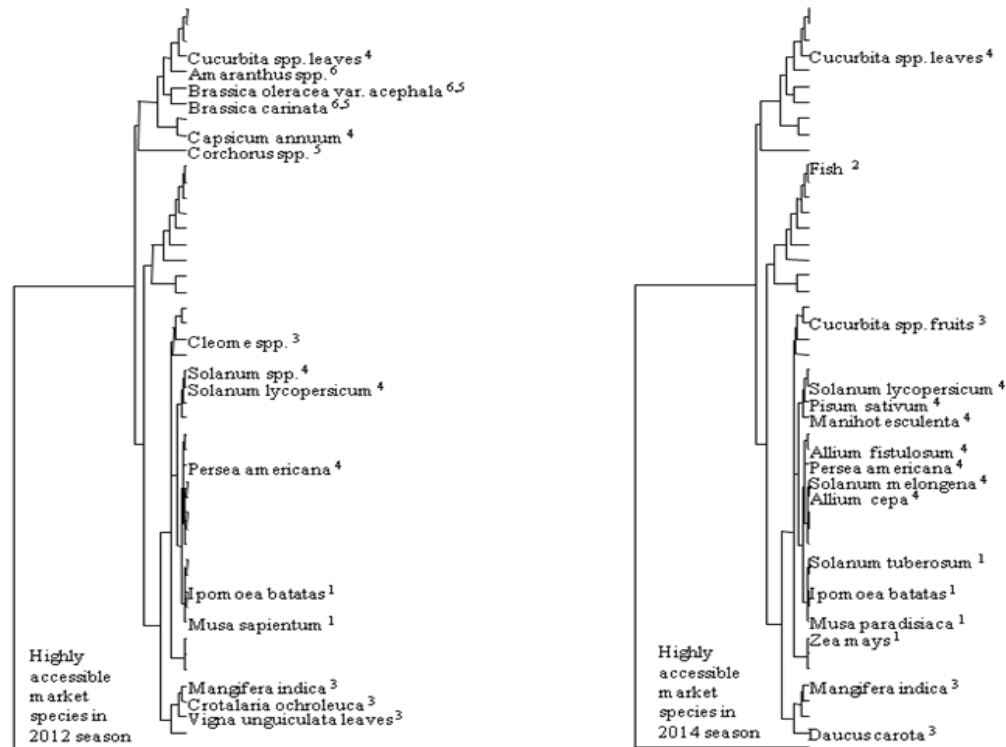 Cucurbita spp. leaves 4
Amaranthus spp. 6
Brassica oleracea var. acephala 6,5
Brassica carinata 6,5
Capsicum annuum 4
Corchorus spp. 5
Cleome spp. 3
Solanum spp. 4
Solanum lycopersicum 4
Persea americana 4
Ipomoea batatas 1
Musa sapientum 1
Mangifera indica 3
Crotalaria ochroleuca 3
Vigna unguiculata leaves 3
Highly
accessible
market
species in
2012 season
Cucurbita spp. leaves 4
Fish 2
Cucurbita spp. fruits 3
Solanum lycopersicum 4
Pisum sativum 4
Manihot esculenta 4
Allium fistulosum 4
Persea americana 4
Solanum melongena 4
Allium cepa 4
Solanum tuberosum 1
Ipomoea batatas 1
Musa paradisiaca 1
Zea mays 1
Mangifera indica 3
Daucus carota 3
Highly
accessible
market
species in
2014 season